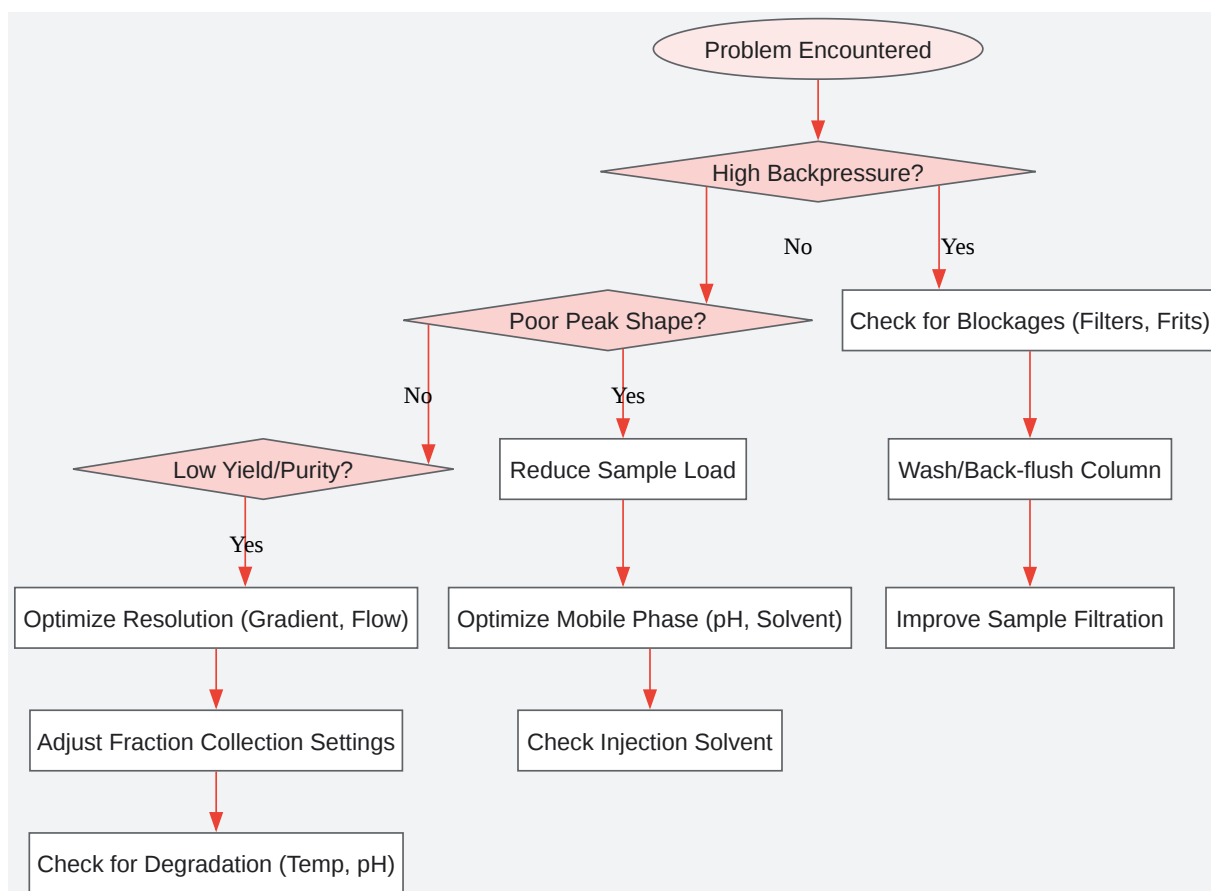 Problem Encountered
High Backpressure?
No
Yes
Poor Peak Shape?
Check for Blockages (Filters, Frits)
No
Yes
Low Yield/Purity?
Reduce Sample Load
Wash/Back-flush Column
Yes
Optimize Resolution (Gradient, Flow)
Optimize Mobile Phase (pH, Solvent)
Improve Sample Filtration
Adjust Fraction Collection Settings
Check Injection Solvent
Check for Degradation (Temp, pH)